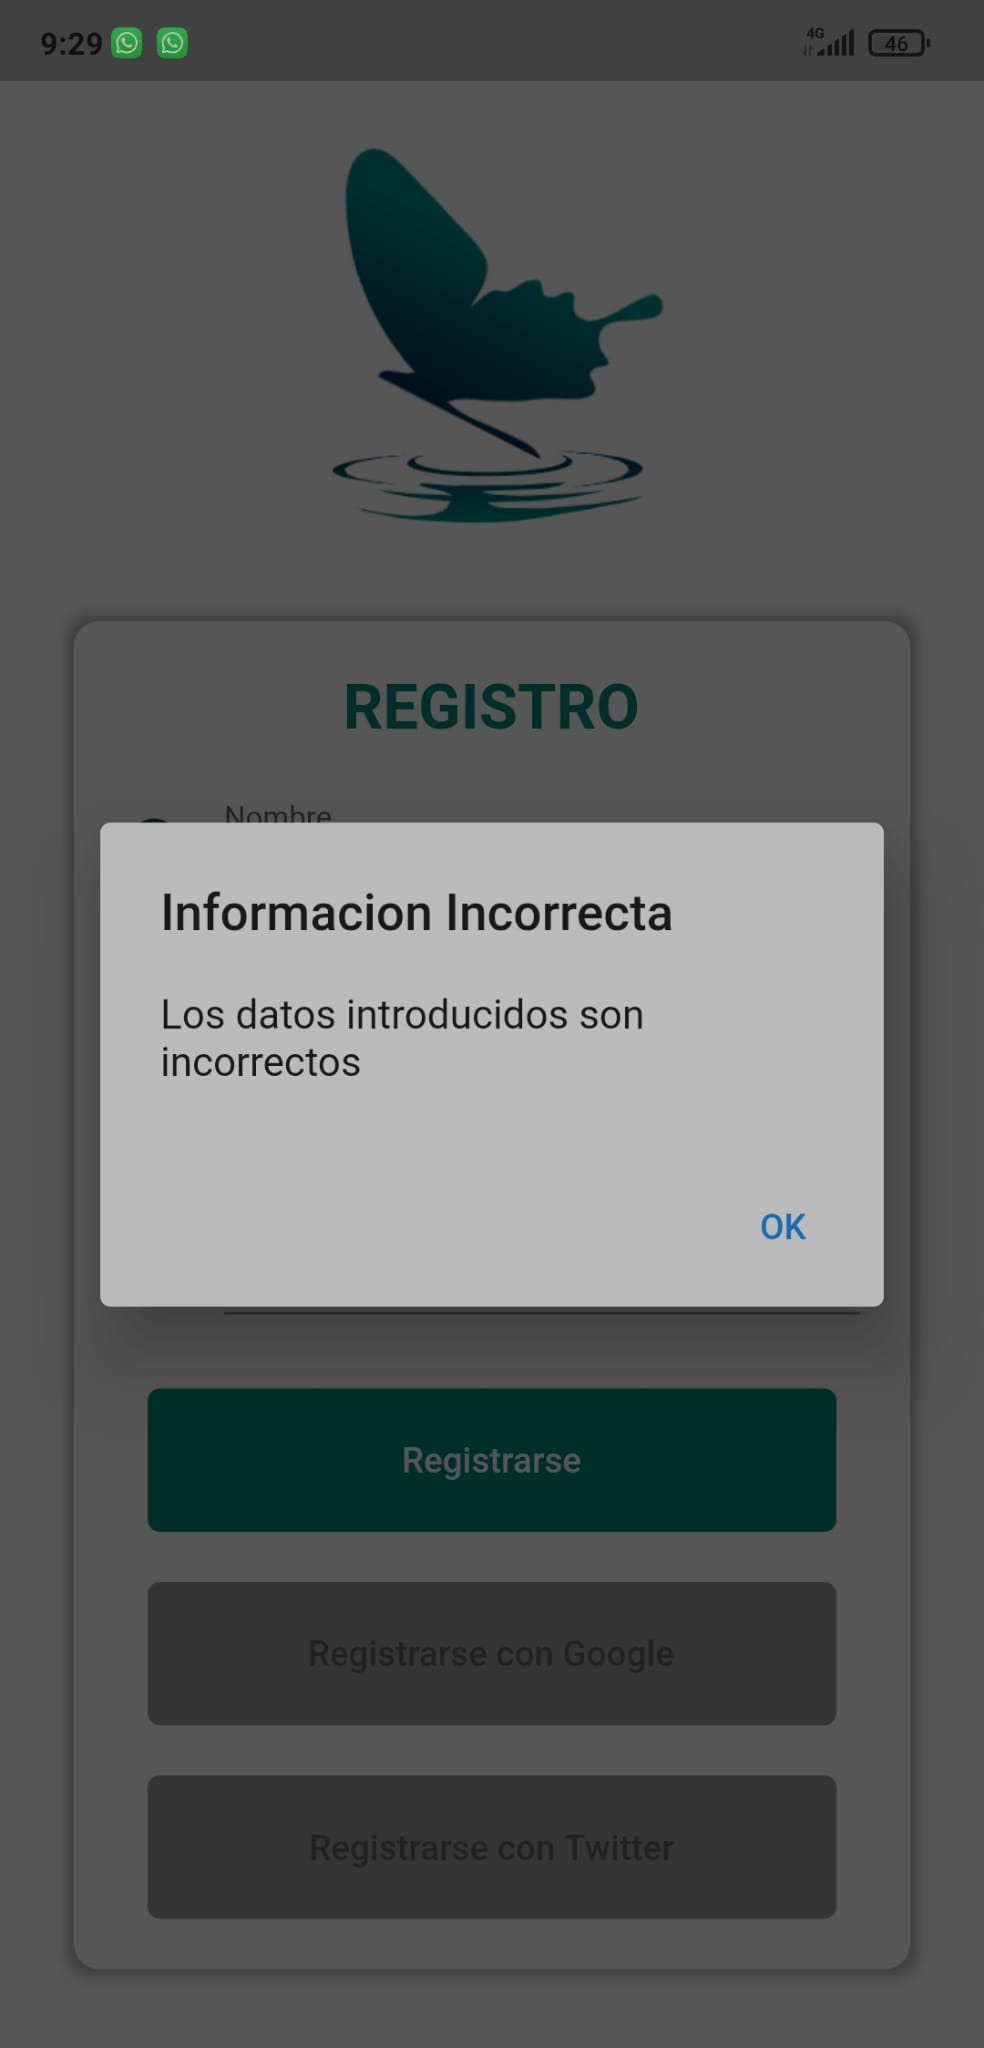 9:29
4G
46
REGISTRO
Nombre
Informacion Incorrecta
Los datos introducidos son
incorrectos
OK
Registrarse
Registrarse con Google
Registrarse con Twitter